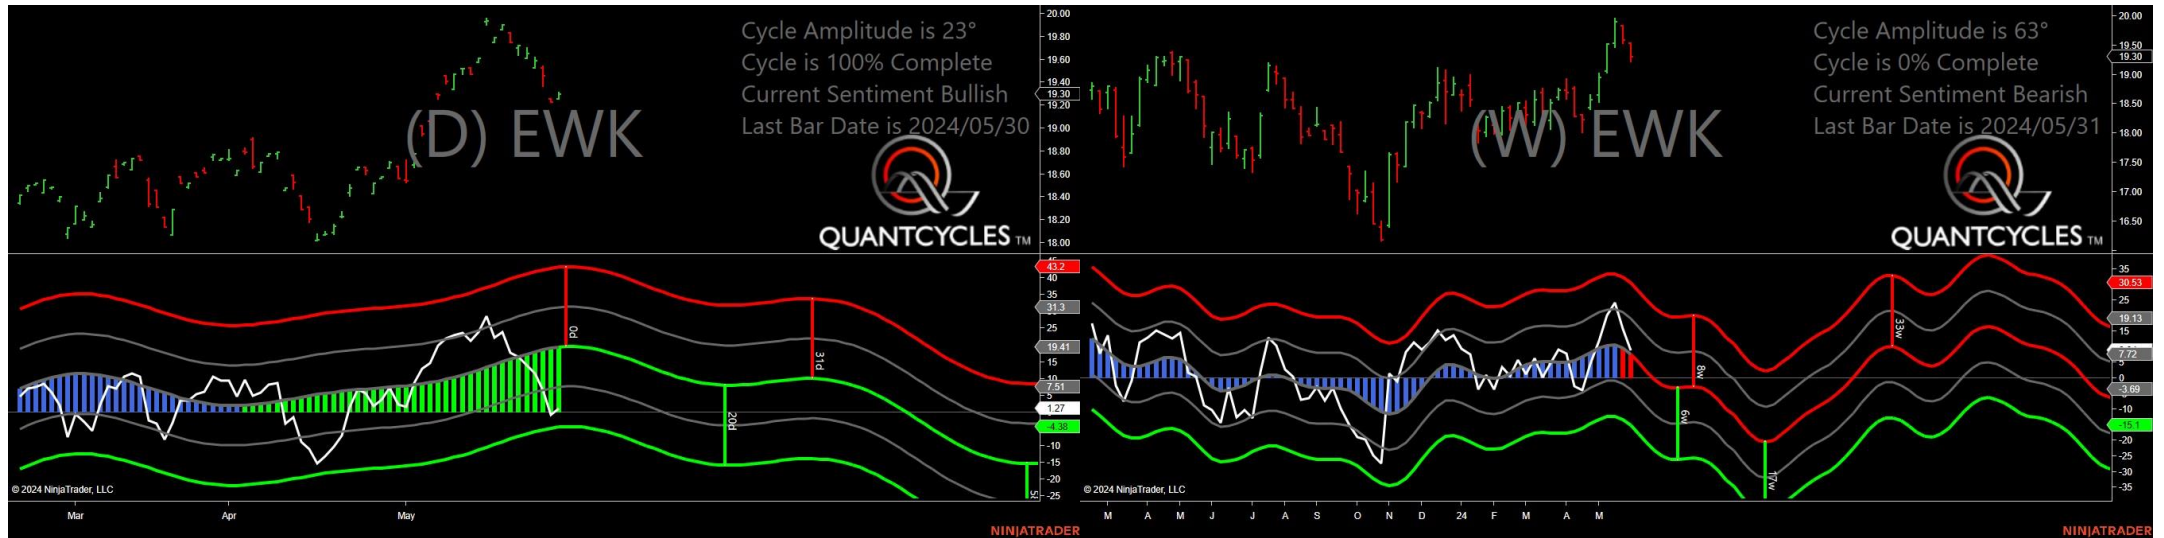 Cycle Amplitude is 23°
Cycle is 100% Complete
Current Sentiment Bullish
Last Bar Date is 2024/05/30
(D) EWK
QUANTCYCLES TM
20.00
19.80
19.60
19.40
19.30
19.20
19.00
18.80
18.60
18.40
18.20
18.00
43.2
40
35
31.3
25
19.41
15
10
7.51
5
1.27
-4.38
-10
-15
-20
-25
0d
20d
31d
© 2024 NinjaTrader, LLC
Mar Apr May
NINJATRADER
Cycle Amplitude is 63°
Cycle is 0% Complete
Current Sentiment Bearish
Last Bar Date is 2024/05/31
(W) EWK
QUANTCYCLES TM
20.00
19.50
19.30
19.00
18.50
18.00
17.50
17.00
16.50
35
30.53
25
19.13
15
7.72
0
-3.69
-10
-15.1
-20
-25
-30
-35
8w
6w
17w
33w
© 2024 NinjaTrader, LLC
M A M J J A S O N D 24 F M A M
NINJATRADER